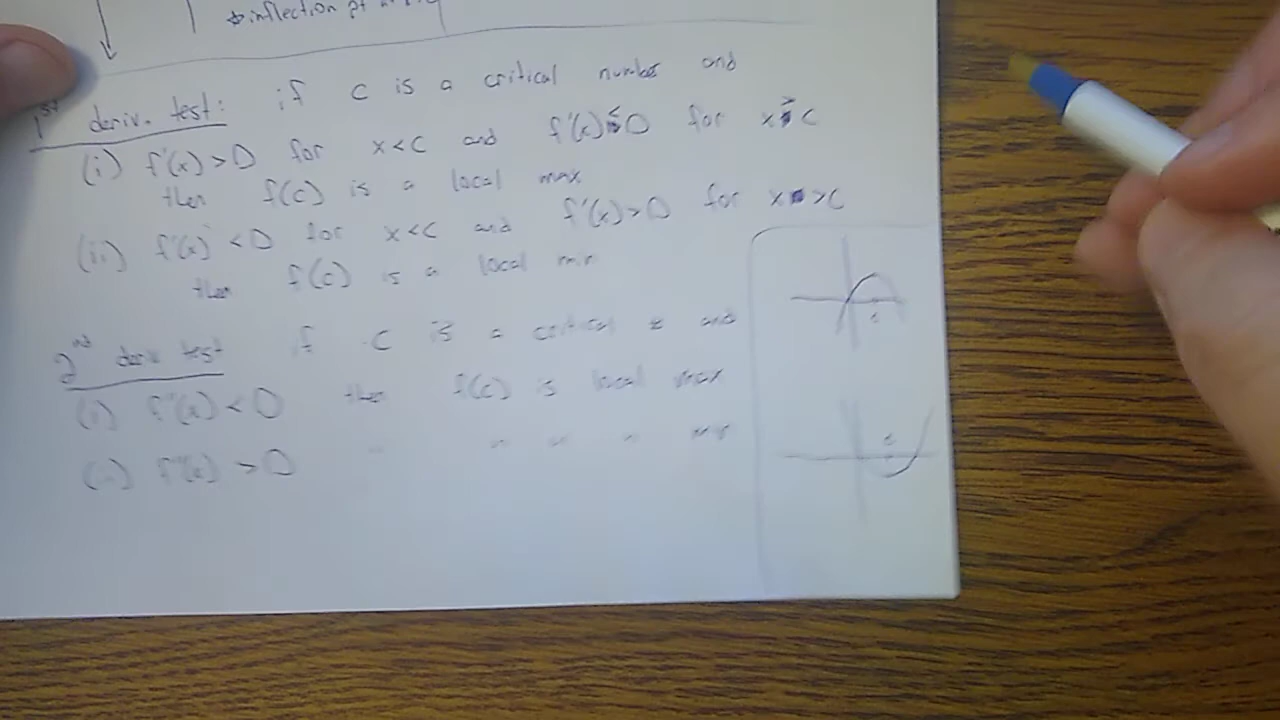 inflection pt
1st deriv. test: if c is a critical number and
(i) f'(x) > 0 for x < c and f'(x) < 0 for x > c
then f(c) is a local max
(ii) f'(x) < 0 for x < c and f'(x) > 0 for x > c
then f(c) is a local min
2nd deriv test if c is a critical # and
(i) f''(x) < 0 then f(c) is local max
(ii) f''(x) > 0 " " " " min
c
c